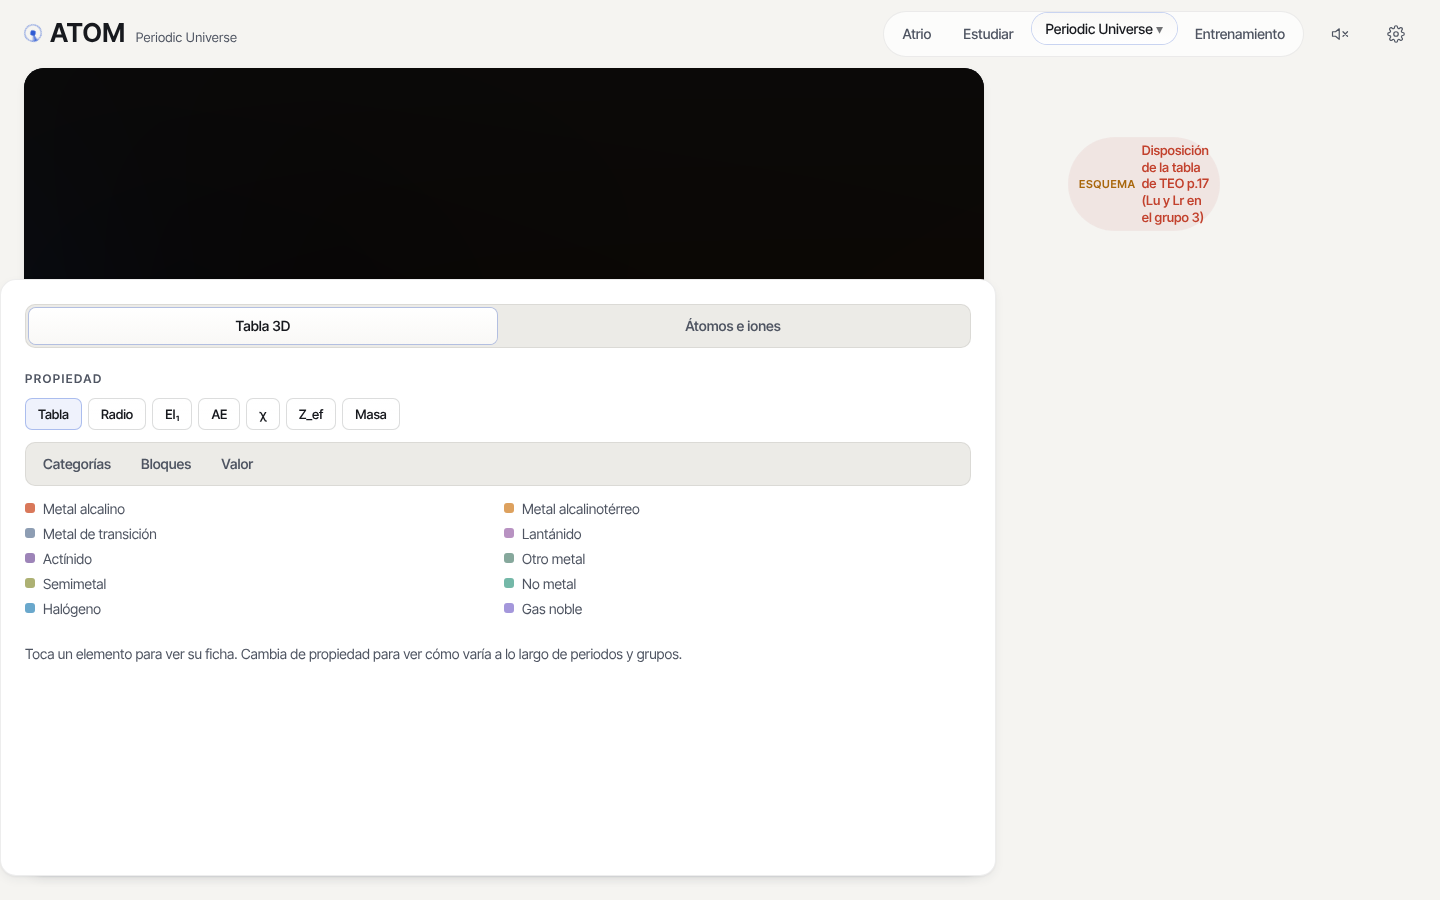 ATOM Periodic Universe
Atrio Estudiar Periodic Universe ▾ Entrenamiento
ESQUEMA
Disposición
de la tabla
de TEO p.17
(Lu y Lr en
el grupo 3)
Tabla 3D Átomos e iones
PROPIEDAD
Tabla Radio EI₁ AE χ Z_ef Masa
Categorías Bloques Valor
Metal alcalino Metal alcalinotérreo
Metal de transición Lantánido
Actínido Otro metal
Semimetal No metal
Halógeno Gas noble
Toca un elemento para ver su ficha. Cambia de propiedad para ver cómo varía a lo largo de periodos y grupos.